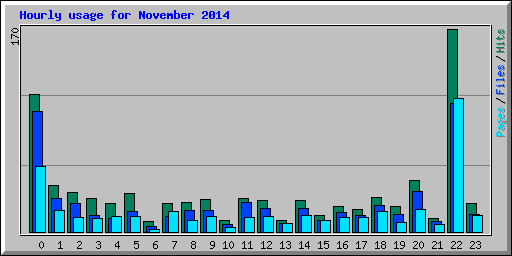 Hourly usage for November 2014
170
Pages/Files/Hits
0 1 2 3 4 5 6 7 8 9 10 11 12 13 14 15 16 17 18 19 20 21 22 23